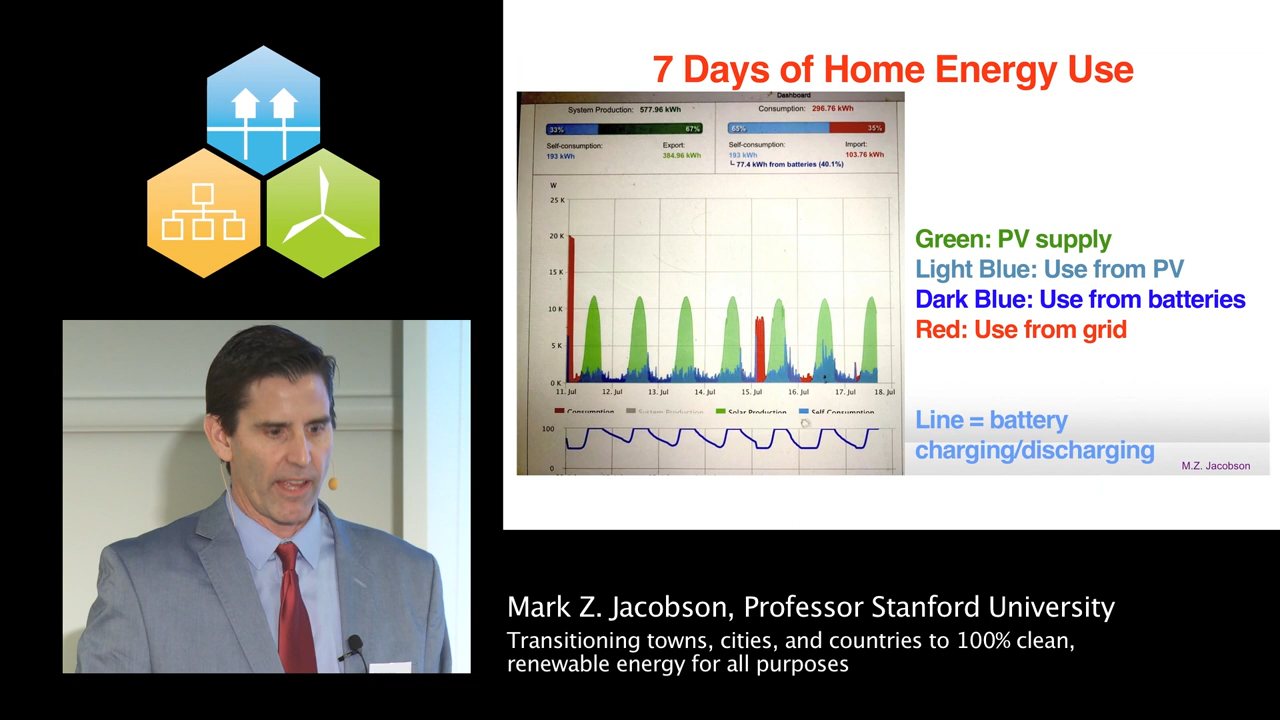 7 Days of Home Energy Use
Dashboard
System Production: 577.96 kWh
Consumption: 296.76 kWh
33% 67%
65% 35%
Self-consumption: Export:
193 kWh 384.96 kWh
Self-consumption: Import:
193 kWh 103.76 kWh
77.4 kWh from batteries (40.1%)
W
25 K
20 K
15 K
10 K
5 K
0 K
11. Jul 12. Jul 13. Jul 14. Jul 15. Jul 16. Jul 17. Jul 18. Jul
Consumption System Production Solar Production Self Consumption
100
0
Green: PV supply
Light Blue: Use from PV
Dark Blue: Use from batteries
Red: Use from grid
Line = battery
charging/discharging
M.Z. Jacobson
Mark Z. Jacobson, Professor Stanford University
Transitioning towns, cities, and countries to 100% clean,
renewable energy for all purposes